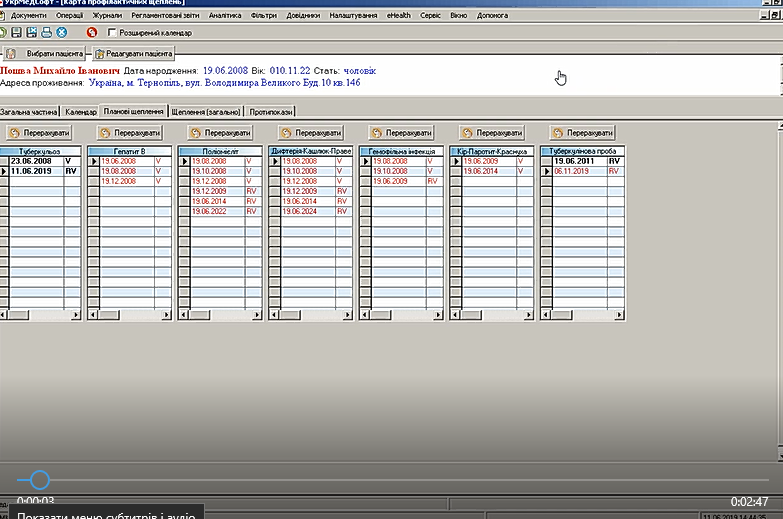 УкрМедСофт - [Карта профілактичних щеплень]
Документи Операції Журнали Регламентовані звіти Аналітика Фільтри Довідники Налаштування eHealth Сервіс Вікно Допомога
Розширений календар
Вибрати пацієнта Редагувати пацієнта
Пошва Михайло Іванович Дата народження: 19.06.2008 Вік: 010.11.22 Стать: чоловік
Адреса проживання: Україна, м. Тернопіль, вул. Володимира Великого Буд.10 кв.146
Загальна частина Календар Планові щеплення Щеплення (загально) Протипокази
Перерахувати Перерахувати Перерахувати Перерахувати Перерахувати Перерахувати Перерахувати
Туберкульоз Гепатит В Поліомієліт Дифтерія-Кашлюк-Праве Гемофільна інфекція Кір-Паротит-Краснуха Туберкулінова проба
23.06.2008 V 19.06.2008 V 19.08.2008 V 19.08.2008 V 19.08.2008 V 19.06.2009 V 19.06.2011 RV
11.06.2019 RV 19.08.2008 V 19.10.2008 V 19.10.2008 V 19.10.2008 V 19.06.2014 V 06.11.2019 RV
19.12.2008 V 19.12.2008 V 19.12.2008 V 19.06.2009 RV
19.12.2009 RV 19.12.2009 RV
19.06.2014 RV 19.06.2014 RV
19.06.2022 RV 19.06.2024 RV
0:00:03 0:02:47
Показати меню субтитрів і аудіо
11.06.2019 14:44:35